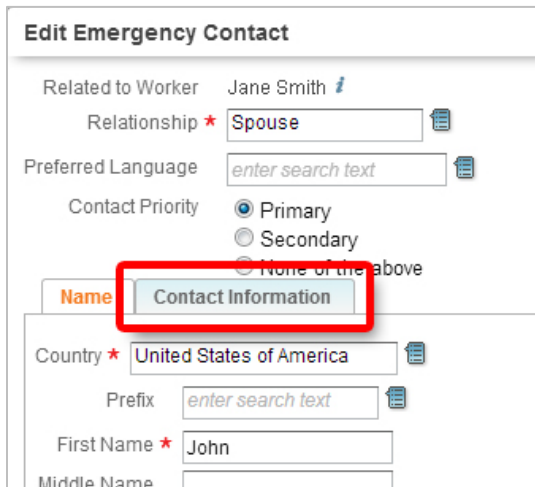 Edit Emergency Contact
Related to Worker Jane Smith i
Relationship * Spouse
Preferred Language enter search text
Contact Priority Primary
Secondary
None of the above
Name Contact Information
Country * United States of America
Prefix enter search text
First Name * John
Middle Name